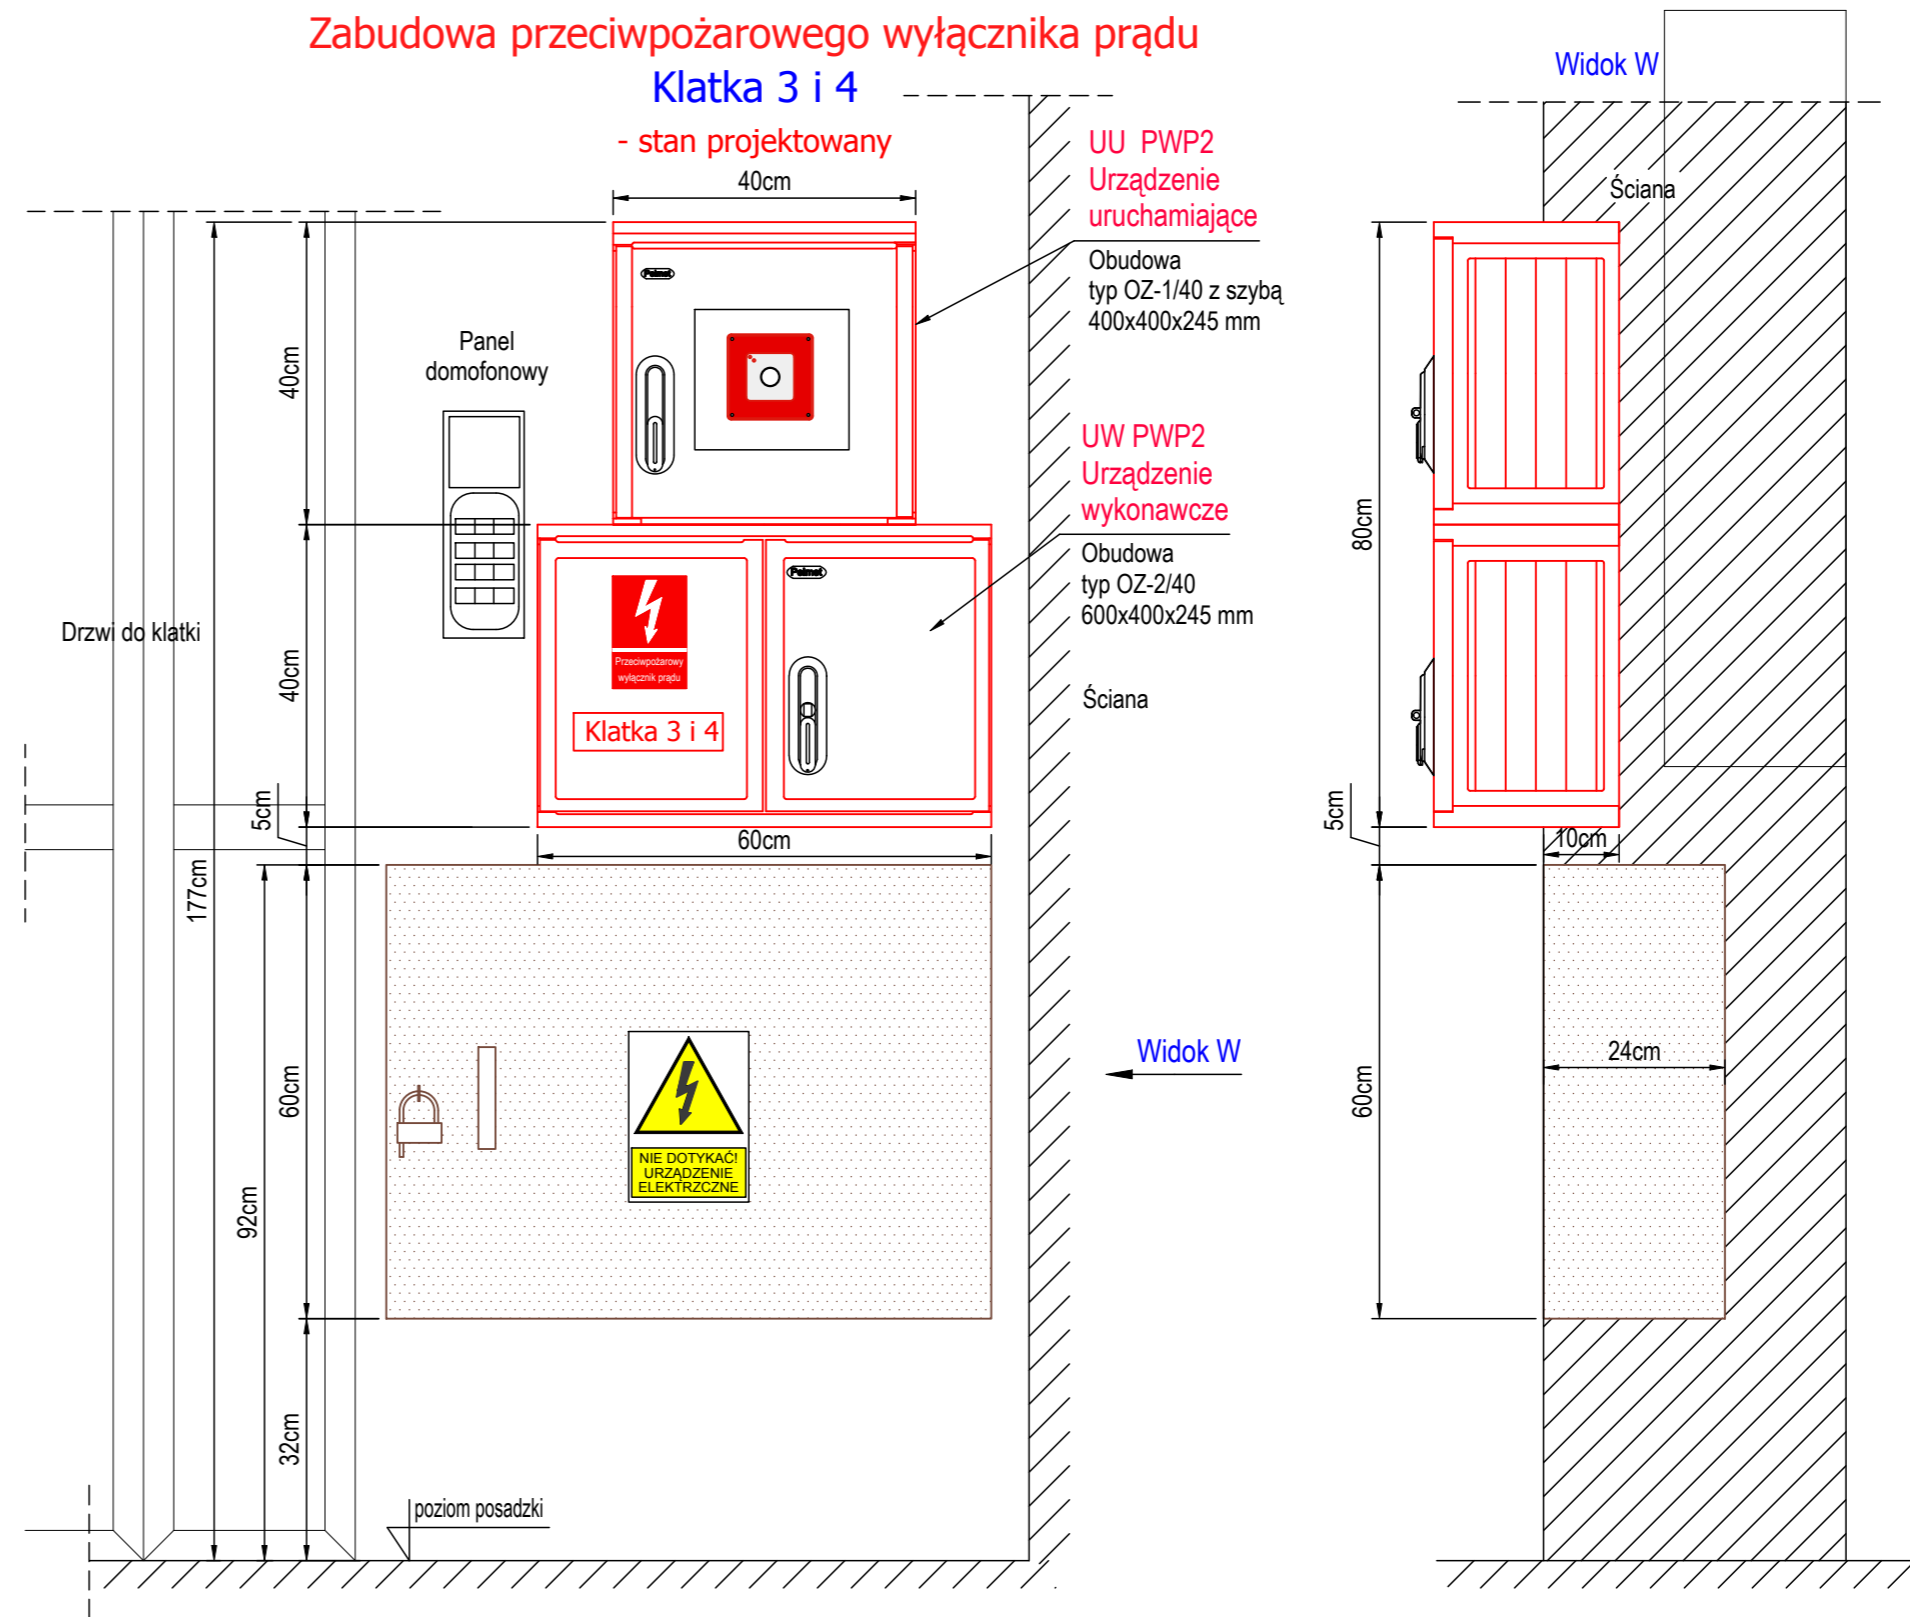 Zabudowa przeciwpożarowego wyłącznika prądu
Klatka 3 i 4
- stan projektowany
40cm
UU PWP2
Urządzenie
uruchamiające
Obudowa
typ OZ-1/40 z szybą
400x400x245 mm
Panel
domofonowy
40cm
UW PWP2
Urządzenie
wykonawcze
Obudowa
typ OZ-2/40
600x400x245 mm
Drzwi do klatki
40cm
Przeciwpożarowy
wyłącznik prądu
Klatka 3 i 4
Ściana
5cm
60cm
177cm
60cm
92cm
32cm
NIE DOTYKAĆ!
URZĄDZENIE
ELEKTRZCZNE
Widok W
poziom posadzki
Widok W
Ściana
80cm
5cm
10cm
24cm
60cm